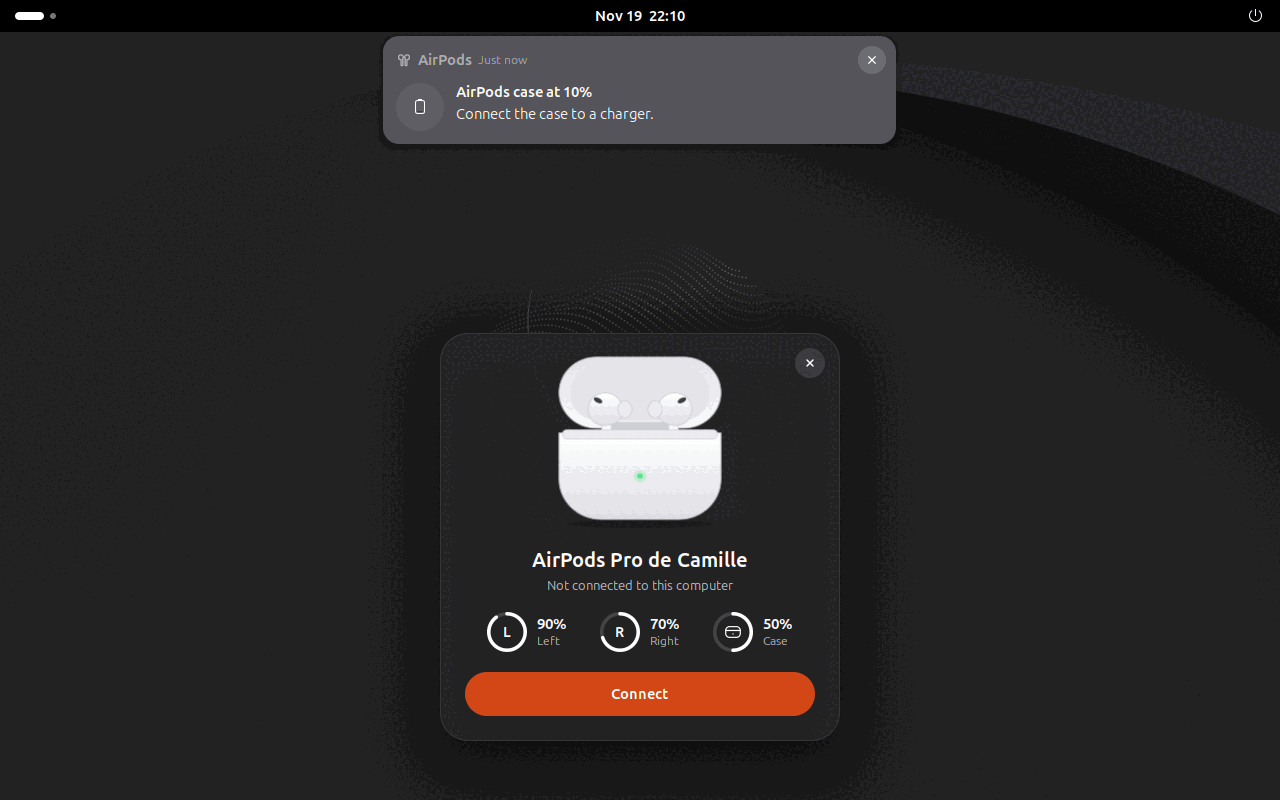 Nov 19 22:10
AirPods Just now
AirPods case at 10%
Connect the case to a charger.
AirPods Pro de Camille
Not connected to this computer
L 90% Left
R 70% Right
50% Case
Connect